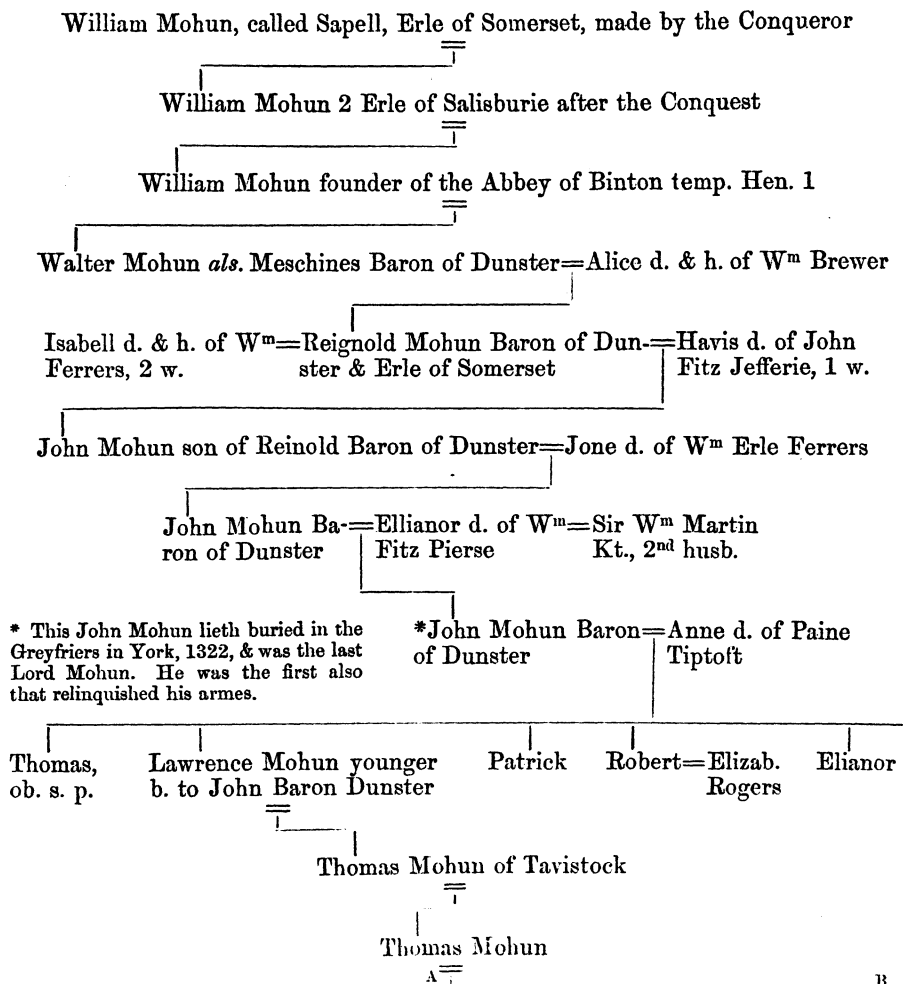 William Mohun, called Sapell, Erle of Somerset, made by the Conqueror
William Mohun 2 Erle of Salisburie after the Conquest
William Mohun founder of the Abbey of Binton temp. Hen. 1
Walter Mohun als. Meschines Baron of Dunster=Alice d. & h. of Wm Brewer
Isabell d. & h. of Wm=Reignold Mohun Baron of Dun-=Havis d. of John
Ferrers, 2 w. ster & Erle of Somerset Fitz Jefferie, 1 w.
John Mohun son of Reinold Baron of Dunster=Jone d. of Wm Erle Ferrers
John Mohun Ba-=Ellianor d. of Wm=Sir Wm Martin
ron of Dunster Fitz Pierse Kt., 2nd husb.
* This John Mohun lieth buried in the
Greyfriers in York, 1322, & was the last
Lord Mohun. He was the first also
that relinquished his armes.
*John Mohun Baron=Anne d. of Paine
of Dunster Tiptoft
Thomas, Lawrence Mohun younger Patrick Robert=Elizab. Elianor
ob. s. p. b. to John Baron Dunster Rogers
Thomas Mohun of Tavistock
Thomas Mohun
A
B